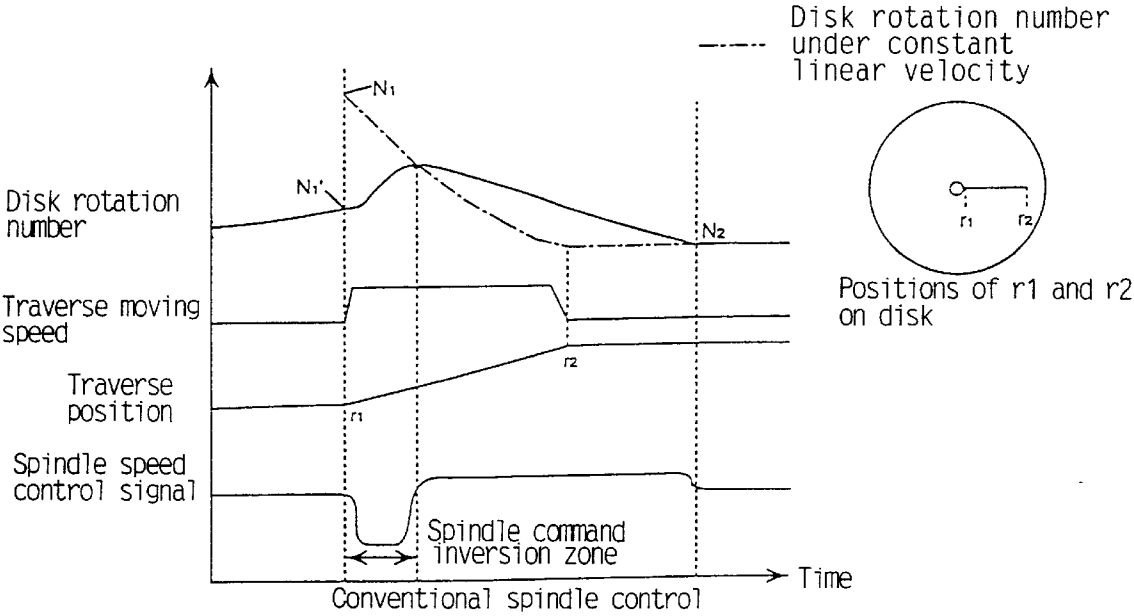 Disk rotation number
under constant
linear velocity
N1
N1'
Disk rotation
number
N2
r1
r2
Positions of r1 and r2
on disk
Traverse moving
speed
r2
Traverse
position
r1
Spindle speed
control signal
Spindle command
inversion zone
Time
Conventional spindle control